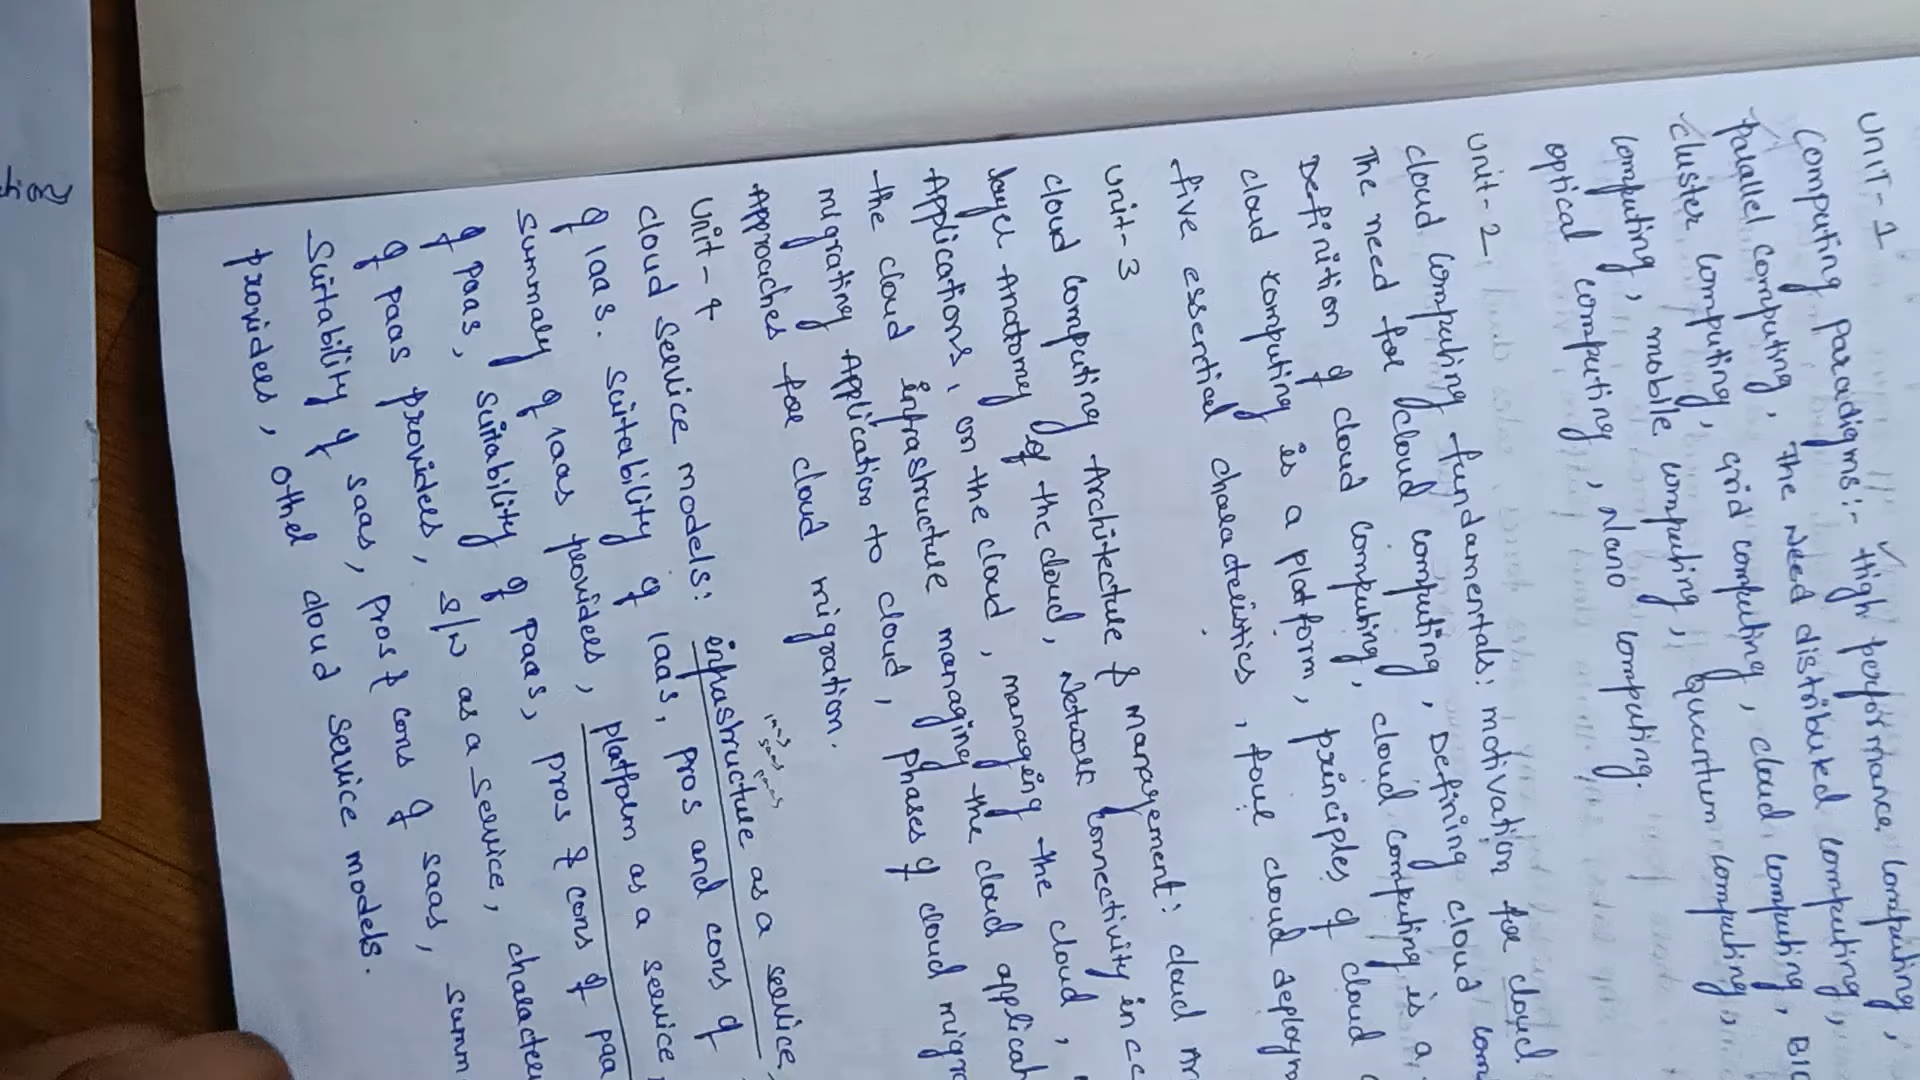 UNIT-1
Computing paradigms:- High performance computing,
Parallel computing, The Need distributed computing,
cluster computing, grid computing, cloud computing, BIO
computing, mobile computing, Quantum computing,
optical computing, Nano computing.
unit-2
cloud computing fundamentals: motivation for cloud
The need for cloud computing, Defining cloud com
Definition of cloud computing, cloud computing is a
cloud computing is a platform, principles of cloud
five essential characteristics, four cloud deploym
unit-3
cloud computing Architecture & management: cloud Ar
layer Anatomy of the cloud, Network connectivity in cc
Applications, on the cloud, managing the cloud,
the cloud infrastructure managing the cloud applicat
migrating Application to cloud, phases of cloud migra
Approaches for cloud migration.
unit-4
cloud service models: infrastructure as a service,
of Iaas. suitability of Iaas, pros and cons of
summary of Iaas providers, platform as a service
of paas, suitability of paas, pros & cons of paa
of paas providers, s/w as a service, character
Suitability of saas, pros & cons of saas, summ
providers, other cloud service models.